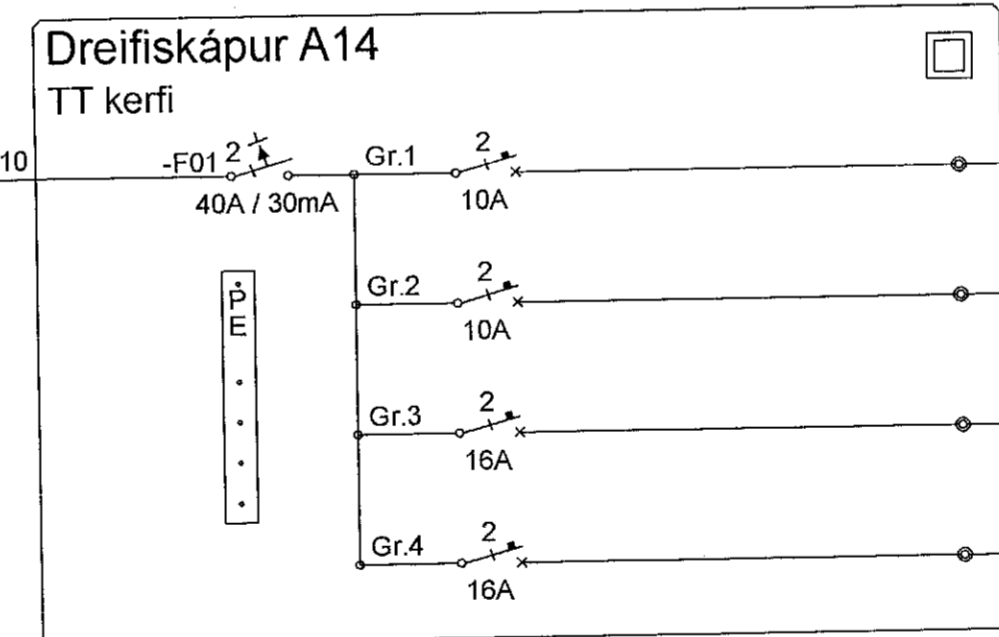 Dreifiskápur A14
TT kerfi
10
-F01
2
40A / 30mA
Gr.1
2
10A
PE
Gr.2
2
10A
Gr.3
2
16A
Gr.4
2
16A